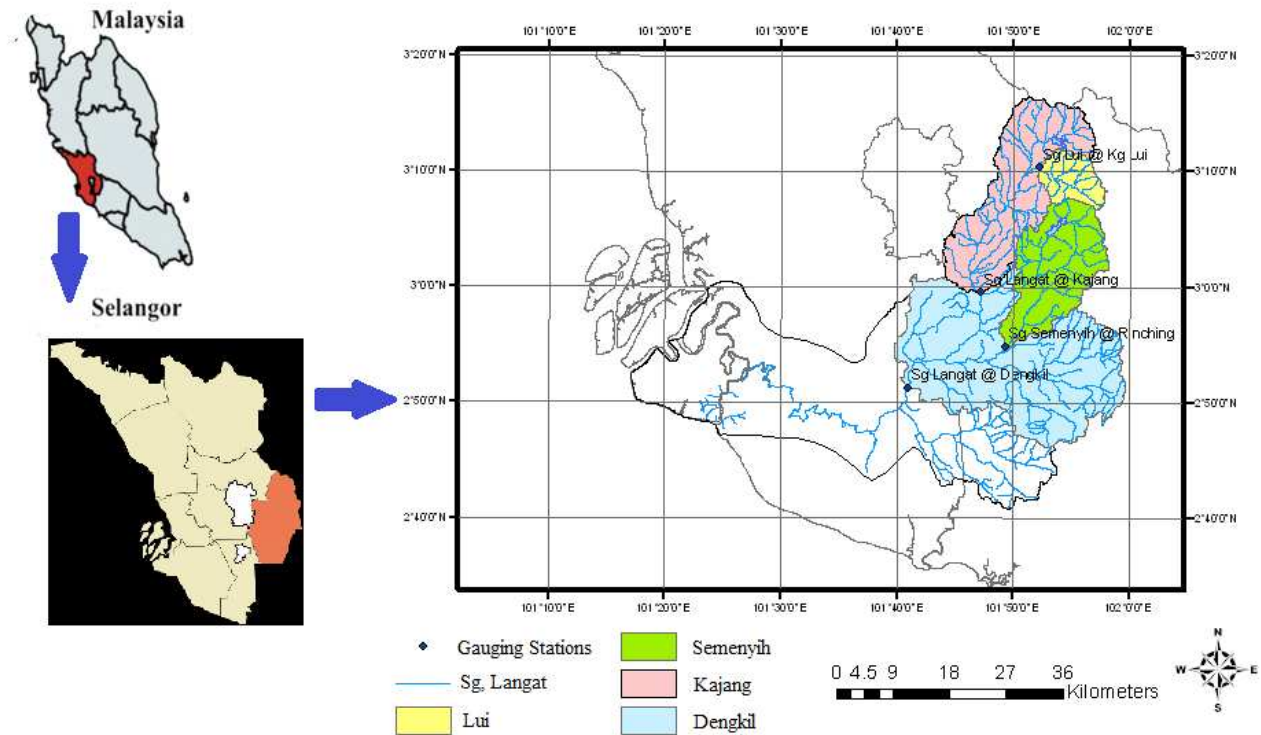 Malaysia
Selangor
101°10'0"E 101°20'0"E 101°30'0"E 101°40'0"E 101°50'0"E 102°0'0"E
3°20'0"N 3°20'0"N
Sg Lui @ Kg Lui
3°10'0"N 3°10'0"N
Sg Langat @ Kajang
3°0'0"N 3°0'0"N
Sg Semenyih @ Rinching
Sg Langat @ Dengkil
2°50'0"N 2°50'0"N
2°40'0"N 2°40'0"N
101°10'0"E 101°20'0"E 101°30'0"E 101°40'0"E 101°50'0"E 102°0'0"E
Gauging Stations
Sg, Langat
Lui
Semenyih
Kajang
Dengkil
0 4.5 9 18 27 36
Kilometers
N
W E
S